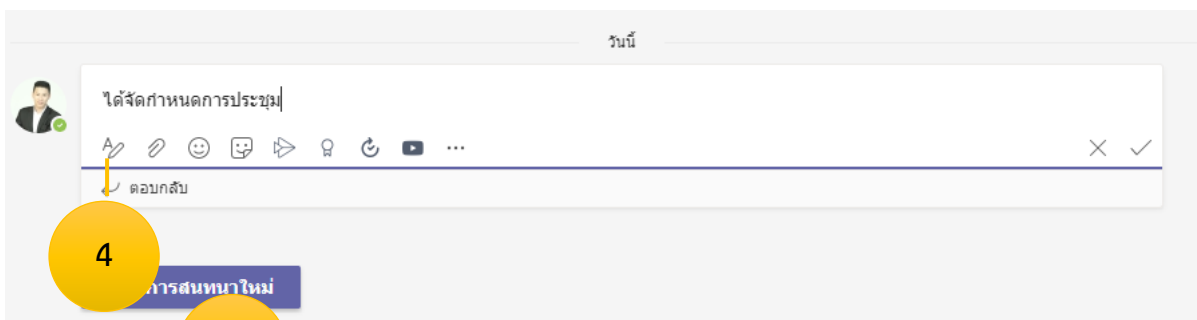 วันนี้
ได้จัดกำหนดการประชุม
ตอบกลับ
4
การสนทนาใหม่